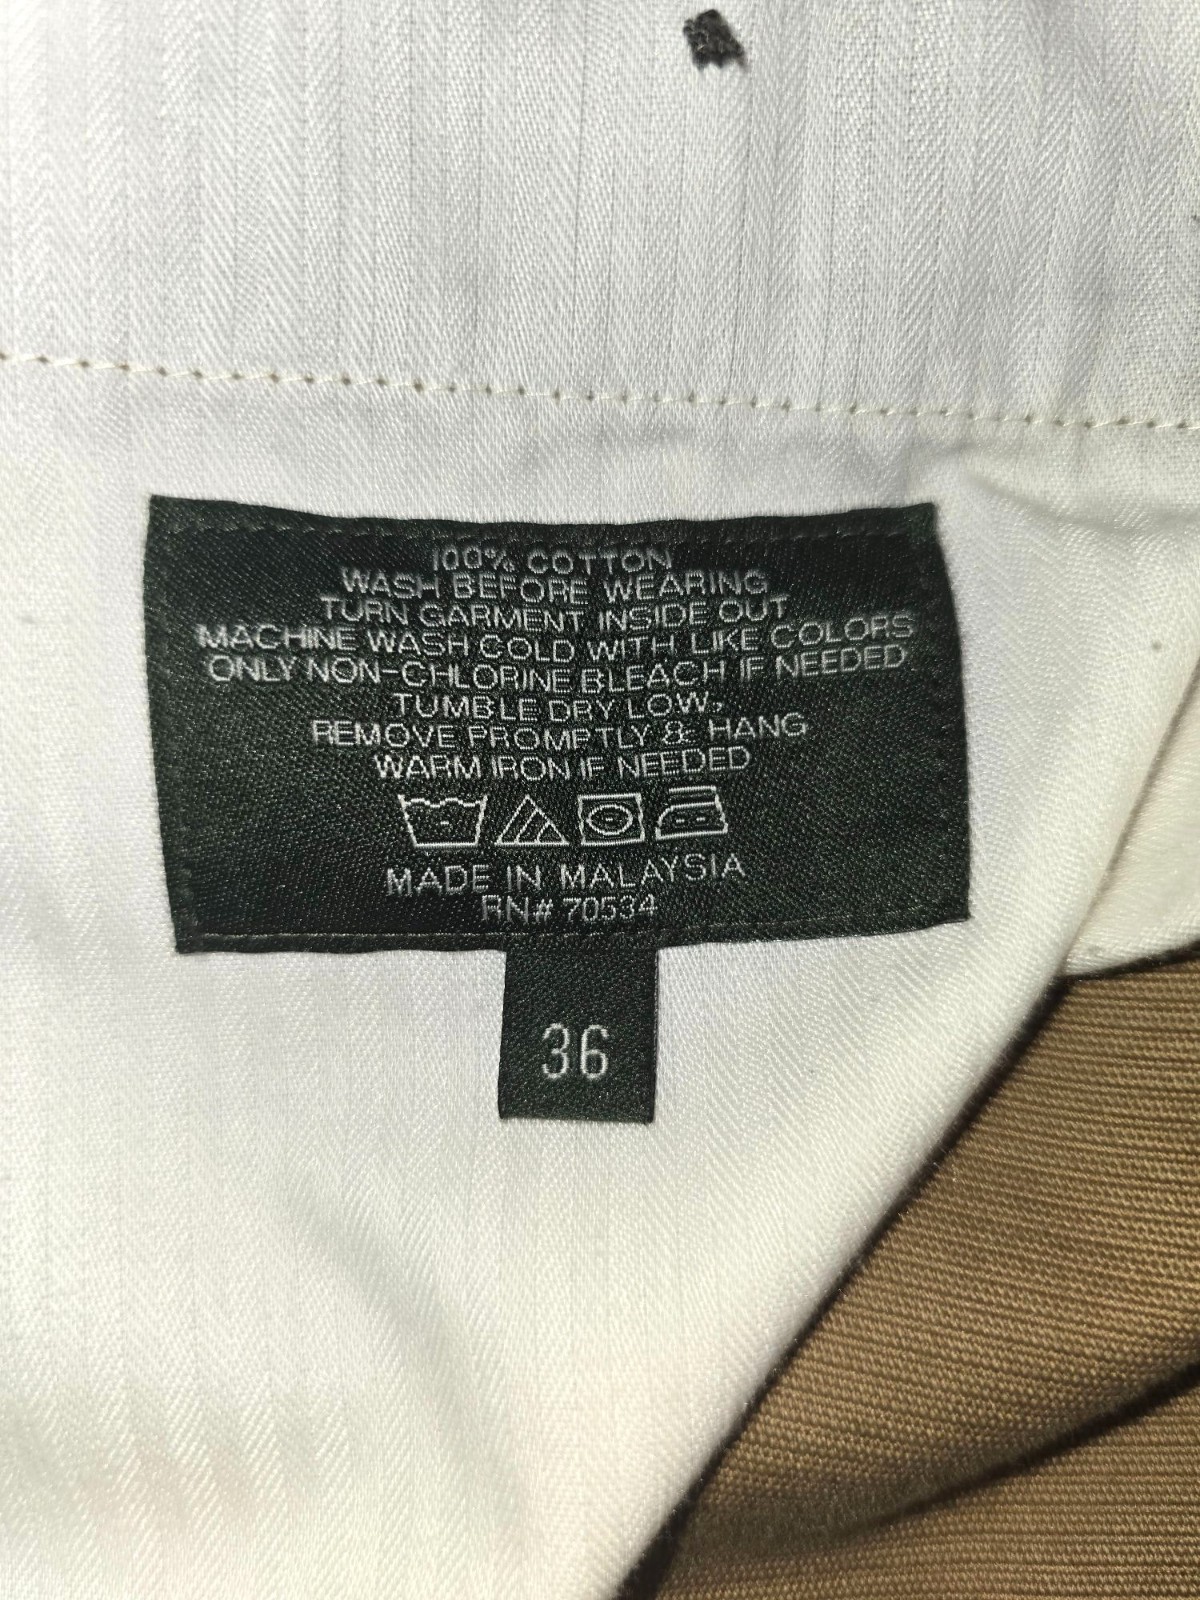 100% COTTON
WASH BEFORE WEARING
TURN GARMENT INSIDE OUT
MACHINE WASH COLD WITH LIKE COLORS
ONLY NON-CHLORINE BLEACH IF NEEDED
TUMBLE DRY LOW,
REMOVE PROMPTLY & HANG
WARM IRON IF NEEDED
MADE IN MALAYSIA
RN# 70534
36